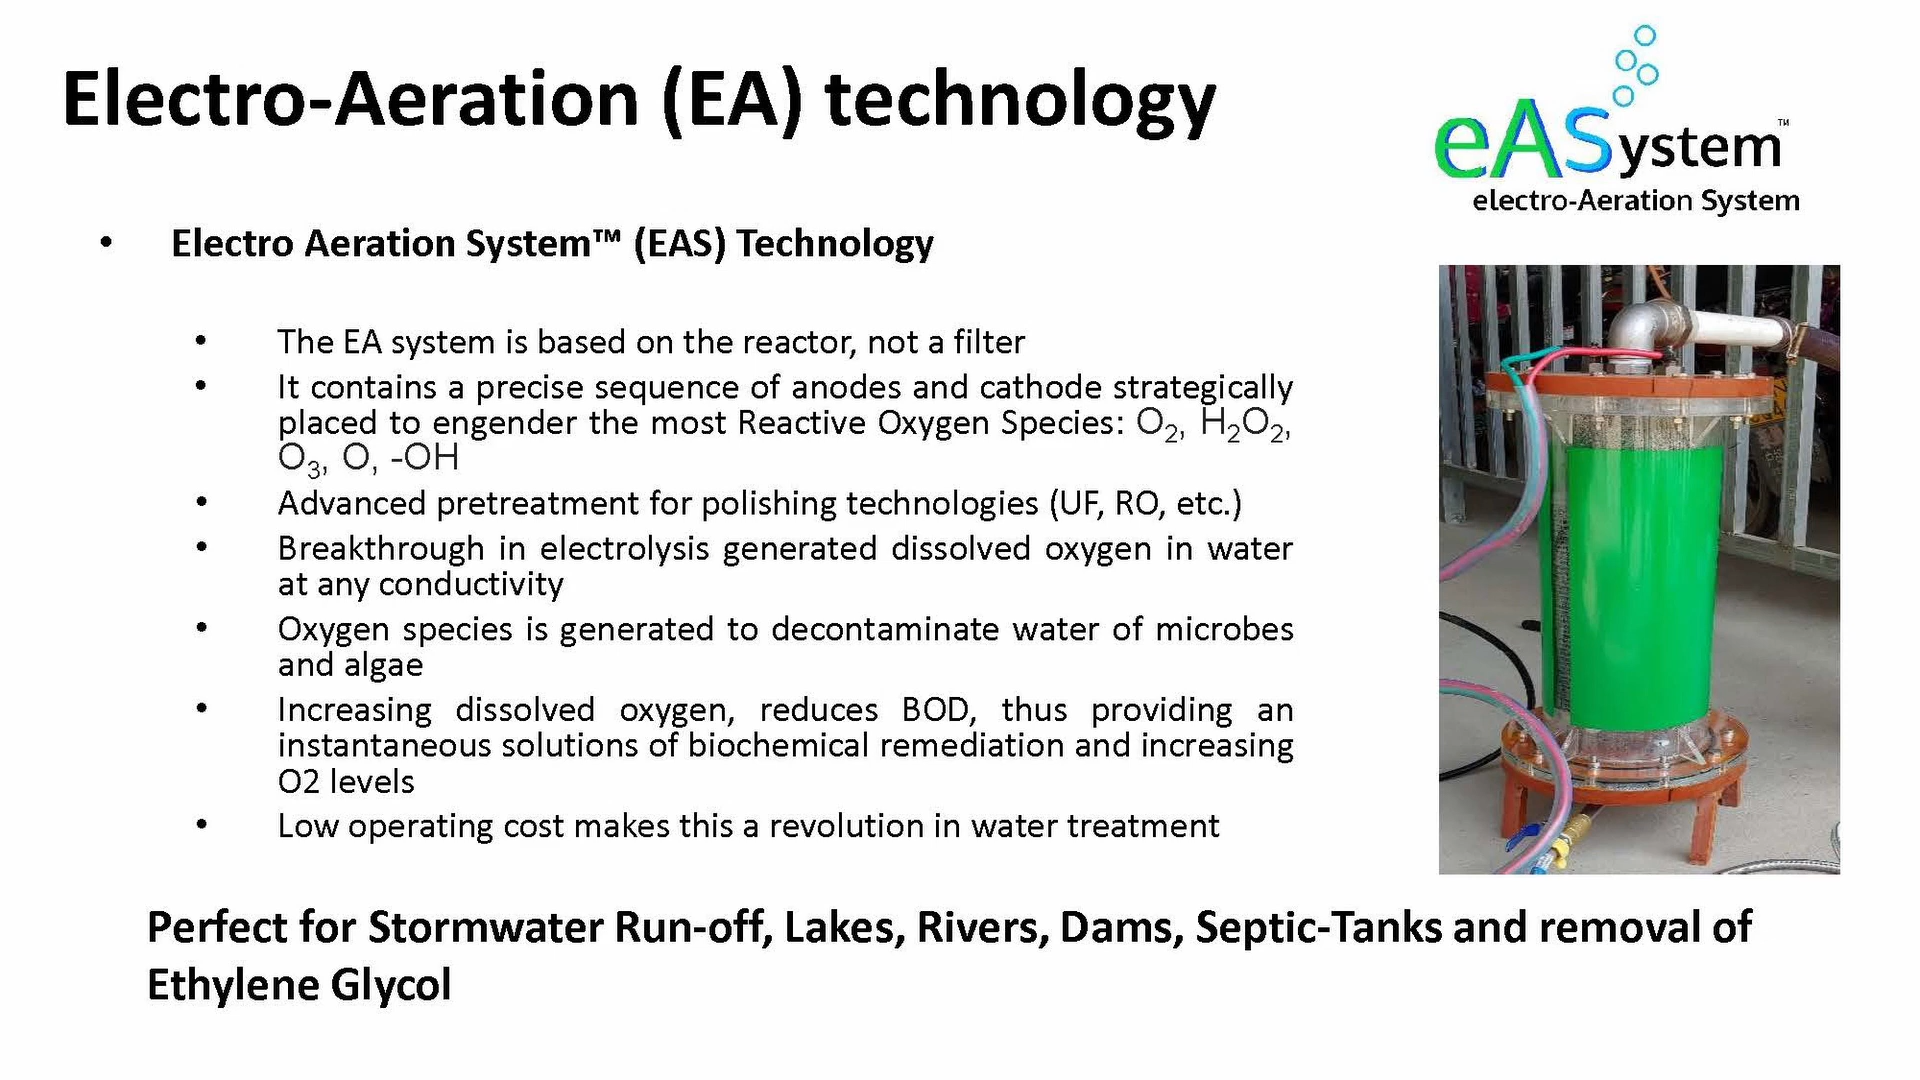 Electro-Aeration (EA) technology
eASystem™
electro-Aeration System
• Electro Aeration System™ (EAS) Technology
• The EA system is based on the reactor, not a filter
• It contains a precise sequence of anodes and cathode strategically
placed to engender the most Reactive Oxygen Species: O₂, H₂O₂,
O₃, O, -OH
• Advanced pretreatment for polishing technologies (UF, RO, etc.)
• Breakthrough in electrolysis generated dissolved oxygen in water
at any conductivity
• Oxygen species is generated to decontaminate water of microbes
and algae
• Increasing dissolved oxygen, reduces BOD, thus providing an
instantaneous solutions of biochemical remediation and increasing
O2 levels
• Low operating cost makes this a revolution in water treatment
Perfect for Stormwater Run-off, Lakes, Rivers, Dams, Septic-Tanks and removal of
Ethylene Glycol